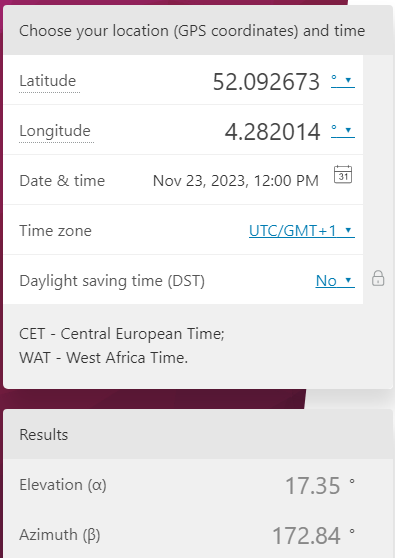 Choose your location (GPS coordinates) and time
Latitude 52.092673 °
Longitude 4.282014 °
Date & time Nov 23, 2023, 12:00 PM 31
Time zone UTC/GMT+1
Daylight saving time (DST) No
CET - Central European Time;
WAT - West Africa Time.
Results
Elevation (α) 17.35 °
Azimuth (β) 172.84 °